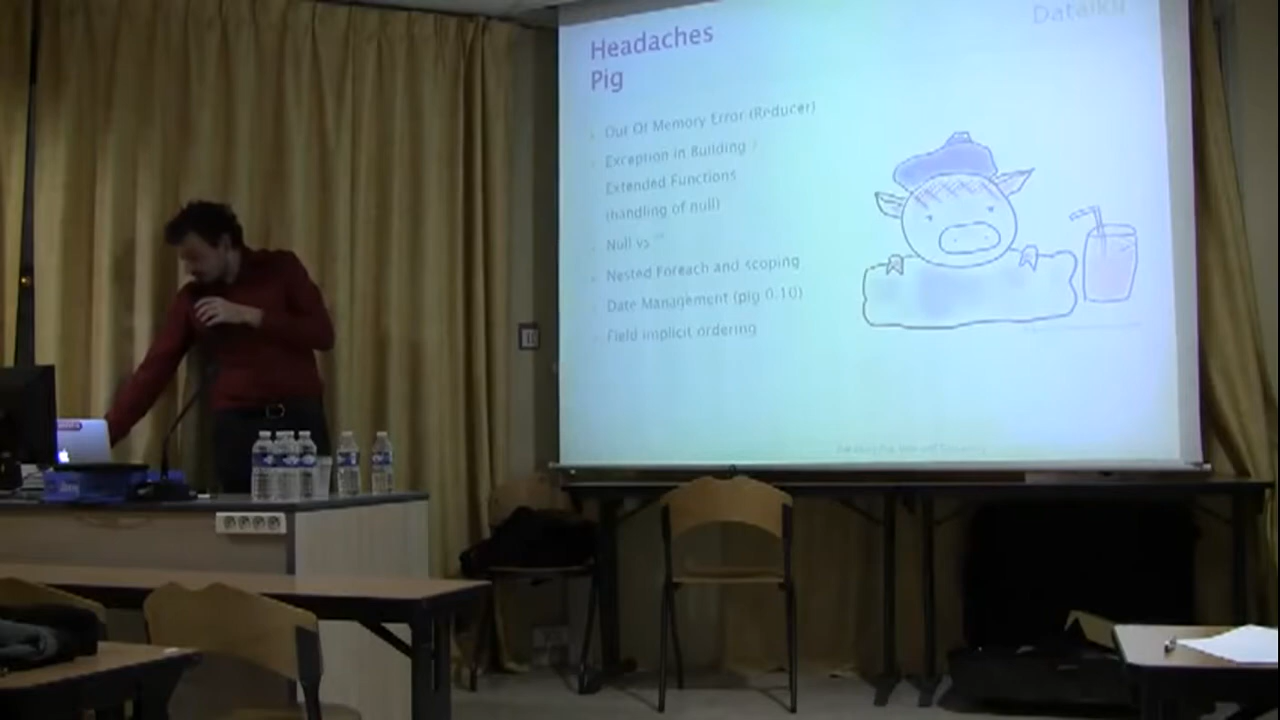 Dataiku
Headaches
Pig
Out Of Memory Error (Reducer)
Exception in Building
Extended Functions
(handling of null)
Null vs ""
Nested Foreach and scoping
Date Management (pig 0.10)
Field implicit ordering